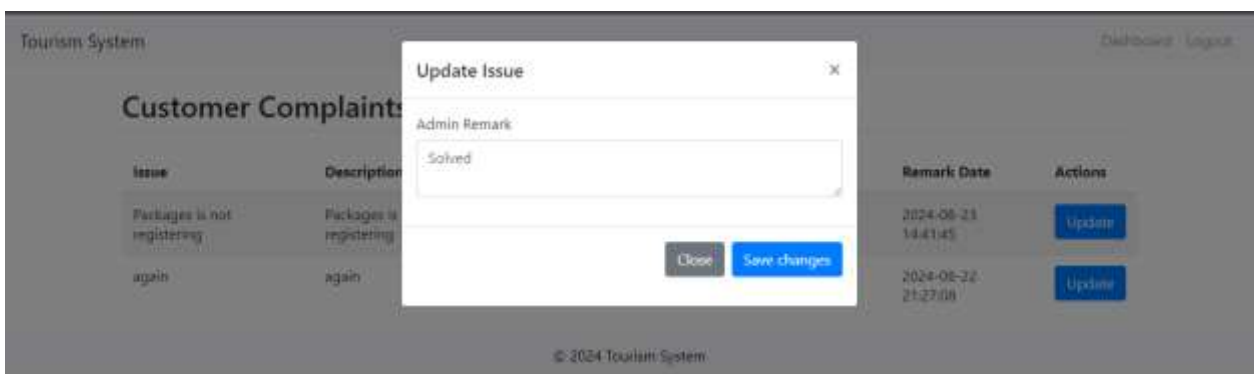 Tourism System
Dashboard Logout
Update Issue ×
Customer Complaints
Admin Remark
Solved
Issue Description Remark Date Actions
Packages is not Packages is 2024-06-23 Update
registering registering 14:41:45
Close Save changes
again again 2024-06-22 Update
21:27:08
© 2024 Tourism System